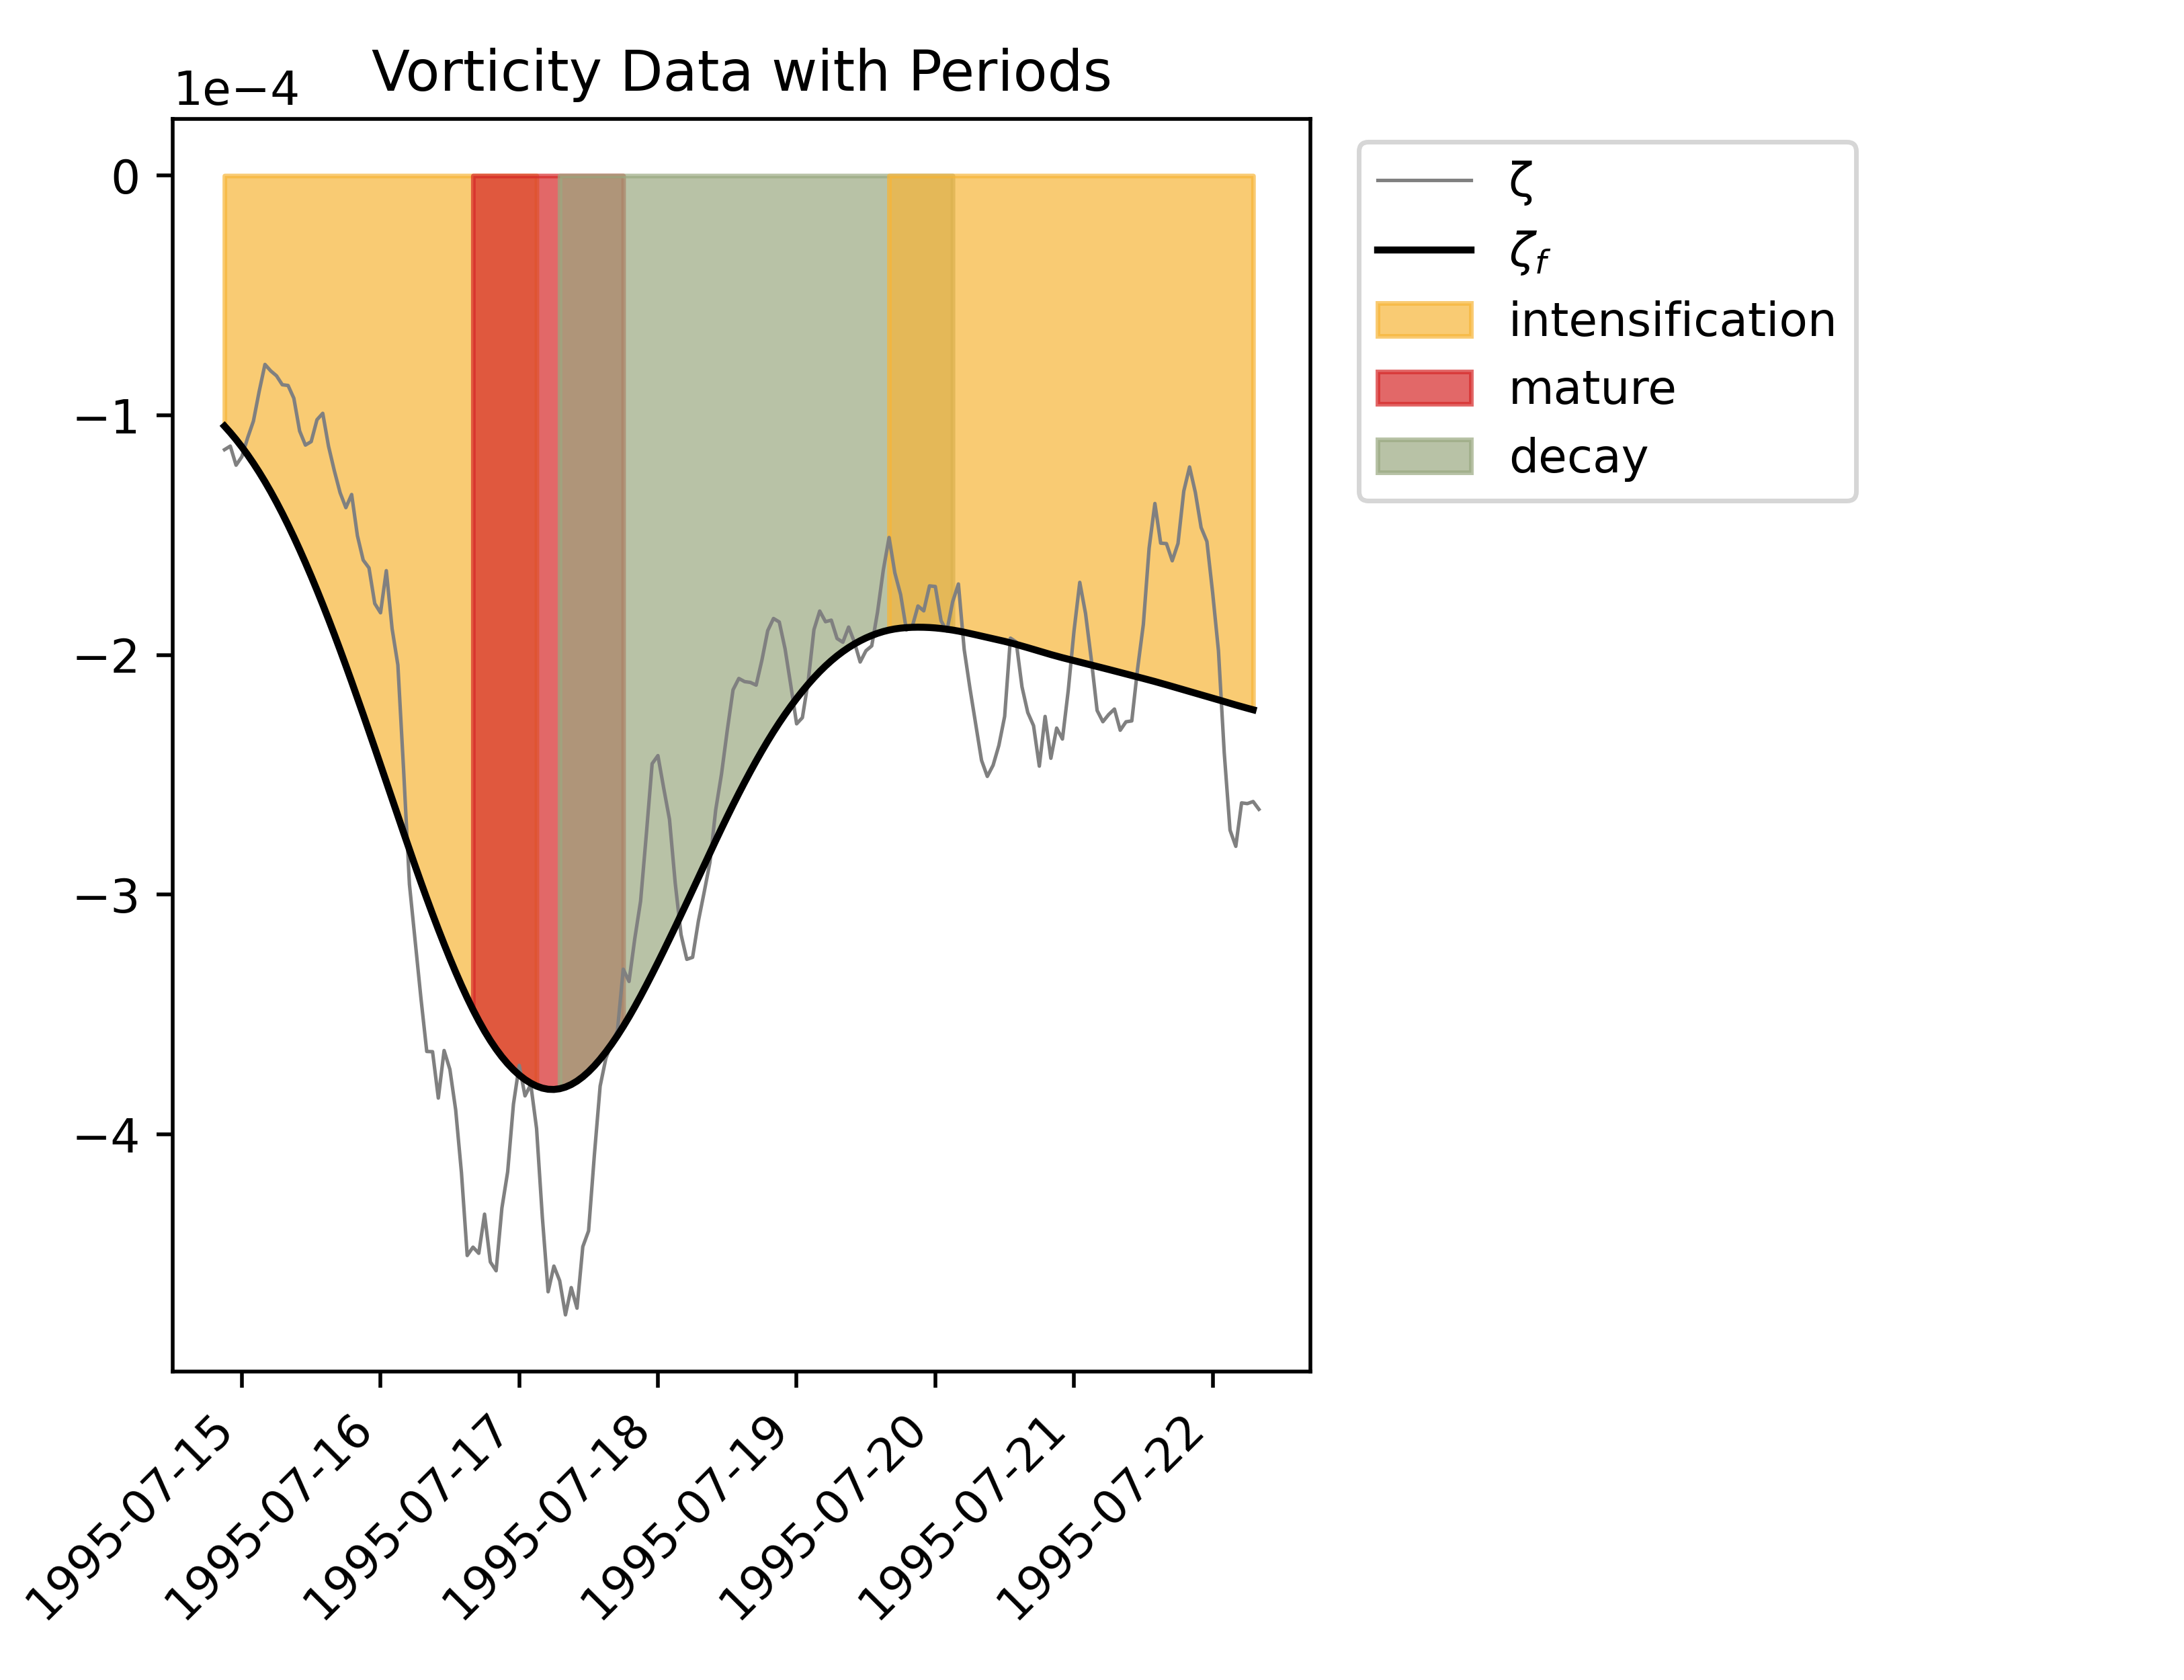 Vorticity Data with Periods
1e−4
0
−1
−2
−3
−4
1995-07-15
1995-07-16
1995-07-17
1995-07-18
1995-07-19
1995-07-20
1995-07-21
1995-07-22
ζ
ζf
intensification
mature
decay